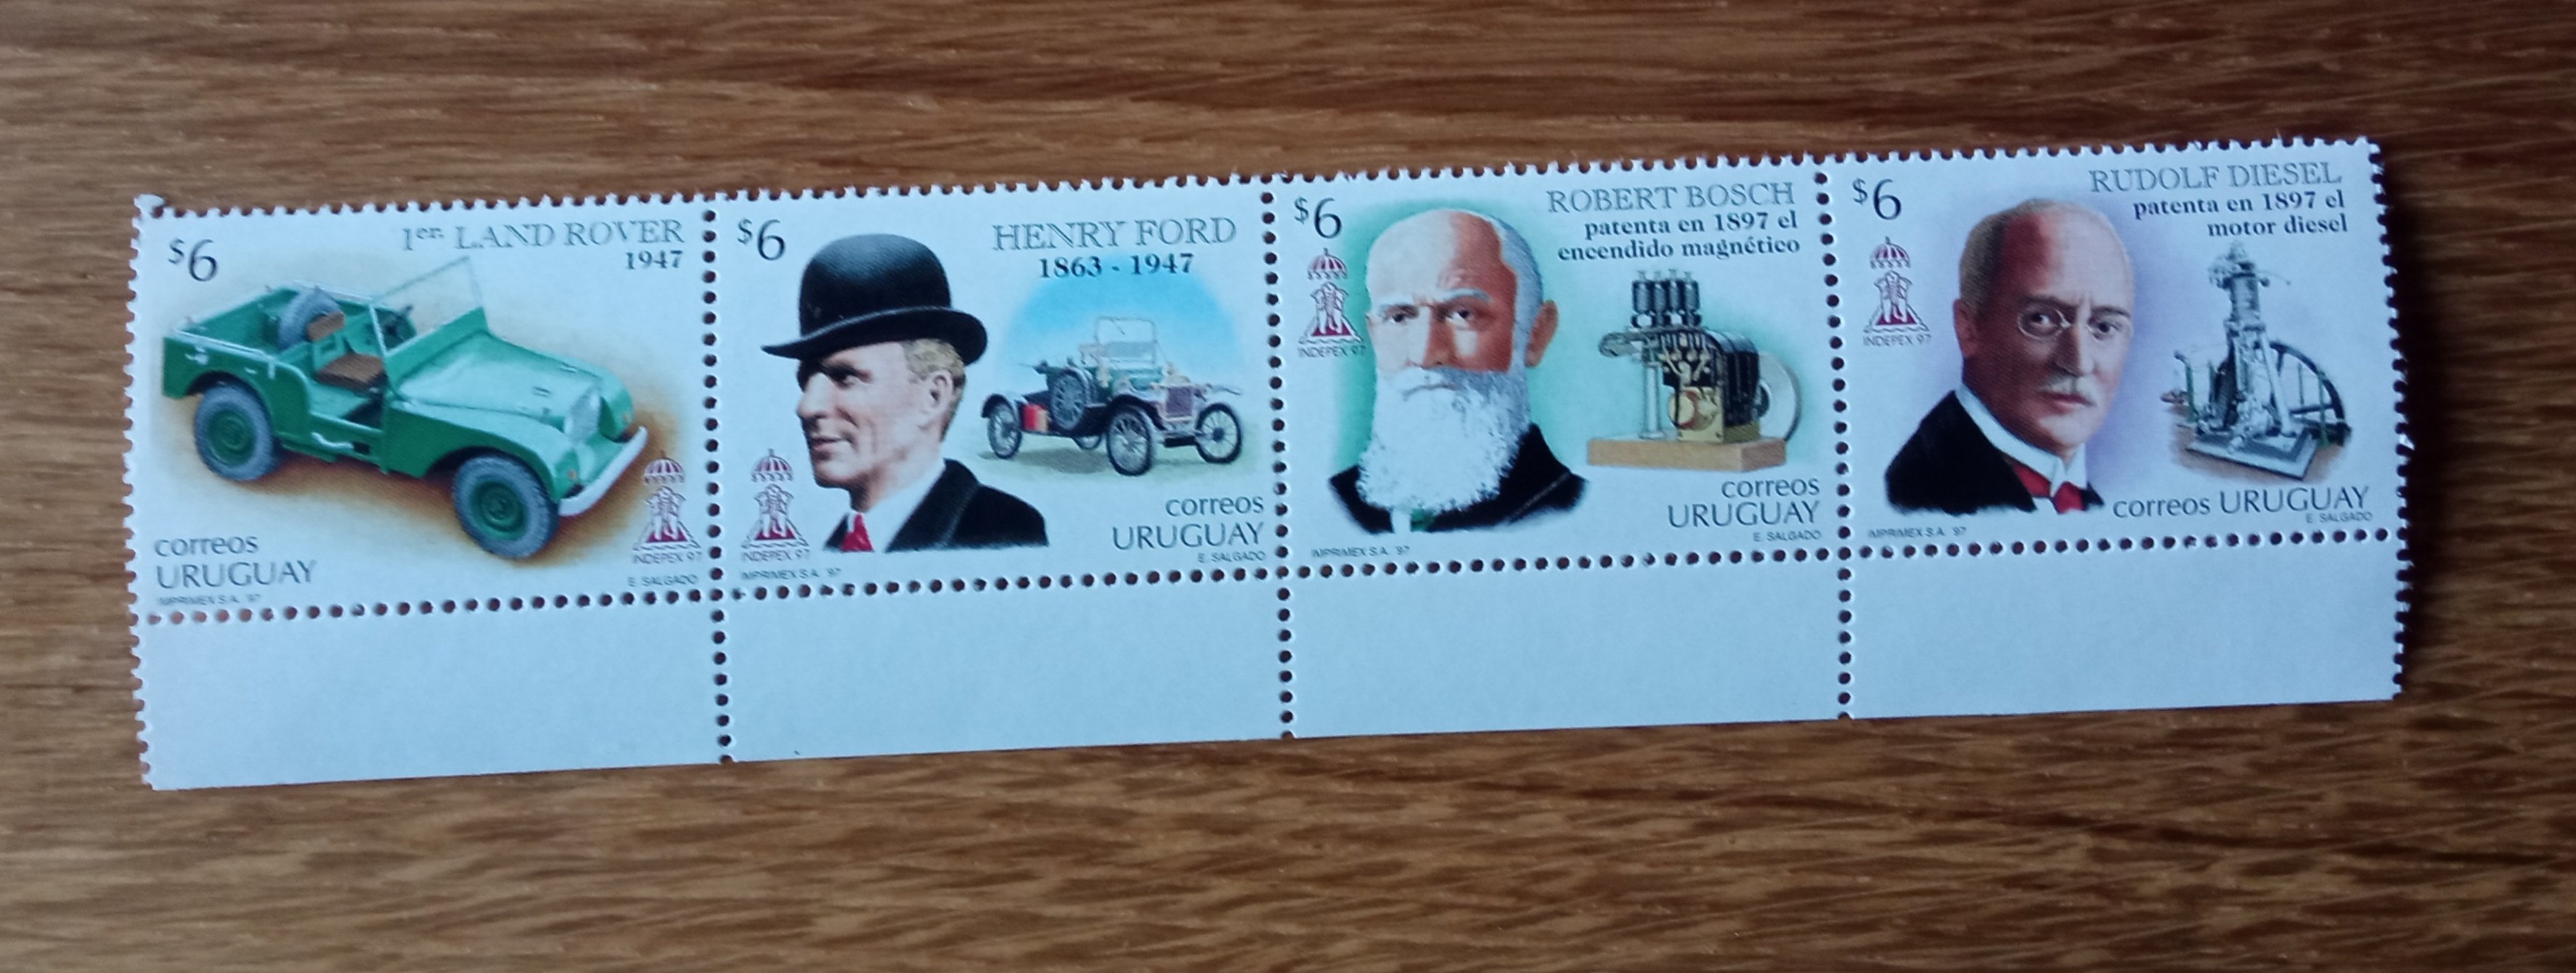 $6
1er. LAND ROVER
1947
INDEPEX 97
correos
URUGUAY
IMPRIMEX S.A. '97
E. SALGADO
$6
HENRY FORD
1863 - 1947
INDEPEX 97
correos
URUGUAY
IMPRIMEX S.A. '97
E. SALGADO
$6
ROBERT BOSCH
patenta en 1897 el
encendido magnético
INDEPEX 97
correos
URUGUAY
IMPRIMEX S.A. '97
E. SALGADO
$6
RUDOLF DIESEL
patenta en 1897 el
motor diesel
INDEPEX 97
correos URUGUAY
IMPRIMEX S.A. '97
E. SALGADO